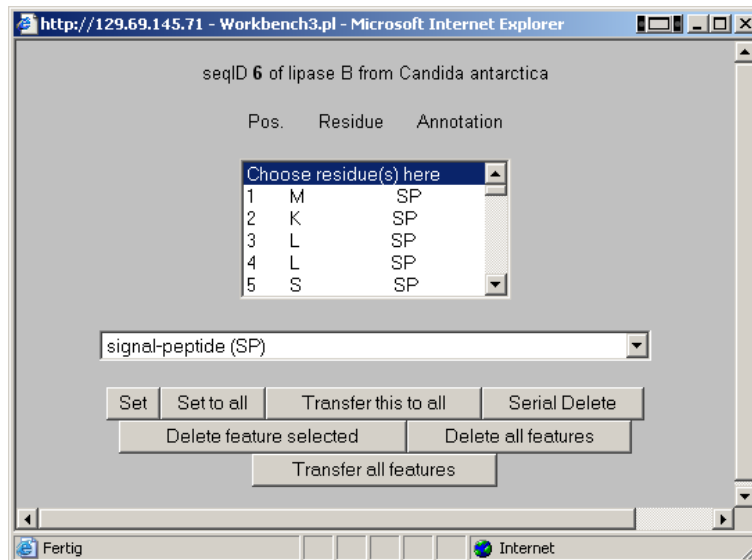 http://129.69.145.71 - Workbench3.pl - Microsoft Internet Explorer
seqID 6 of lipase B from Candida antarctica
Pos. Residue Annotation
Choose residue(s) here
1 M SP
2 K SP
3 L SP
4 L SP
5 S SP
signal-peptide (SP)
Set Set to all Transfer this to all Serial Delete
Delete feature selected Delete all features
Transfer all features
Fertig Internet